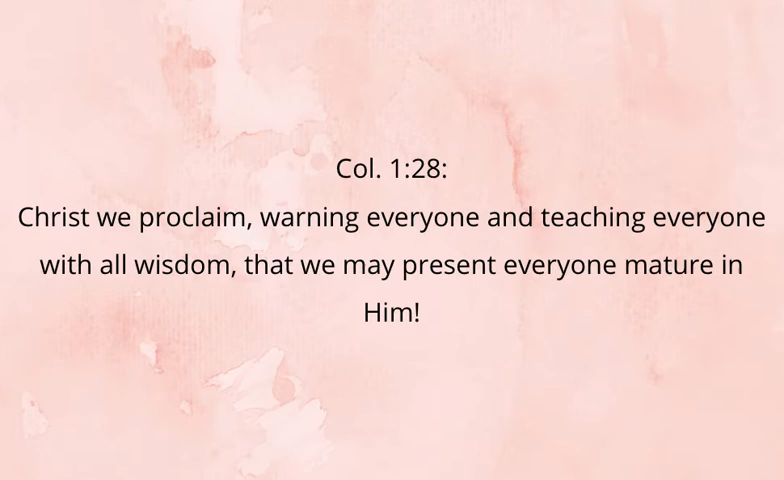 Col. 1:28:
Christ we proclaim, warning everyone and teaching everyone
with all wisdom, that we may present everyone mature in
Him!